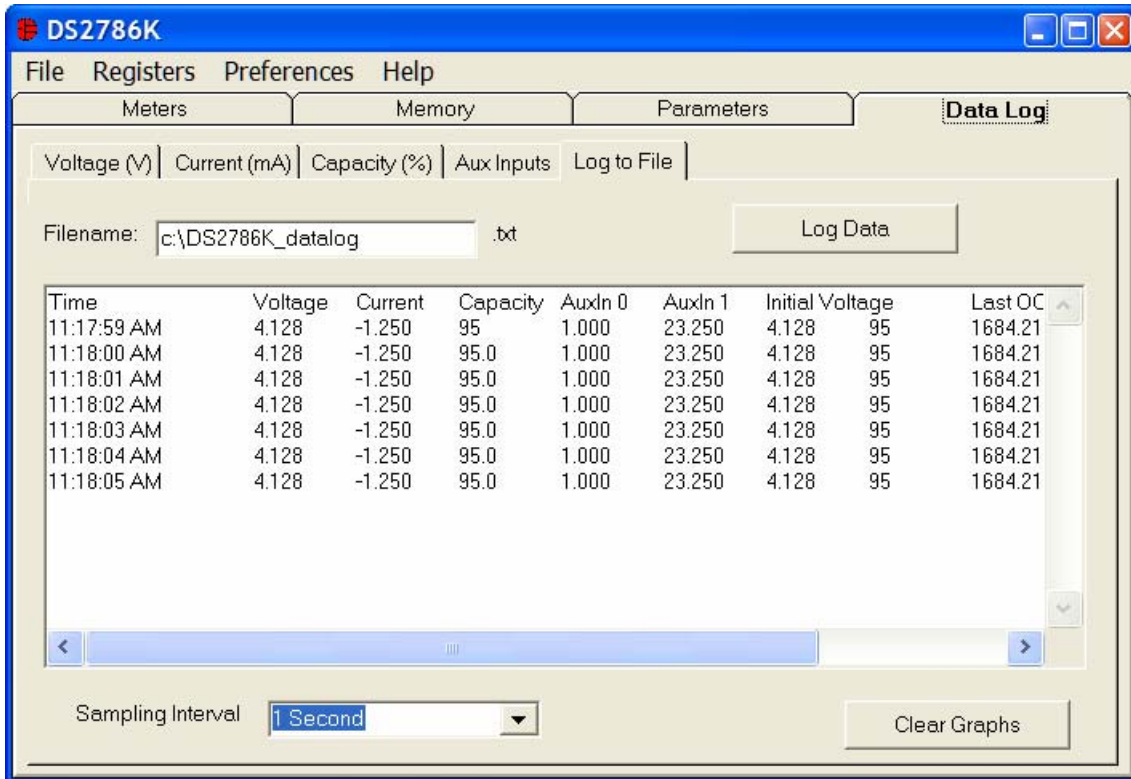 DS2786K
File Registers Preferences Help
Meters Memory Parameters Data Log
Voltage (V) Current (mA) Capacity (%) Aux Inputs Log to File
Filename: c:\DS2786K_datalog .txt Log Data
Time Voltage Current Capacity AuxIn 0 AuxIn 1 Initial Voltage Last OC
11:17:59 AM 4.128 -1.250 95 1.000 23.250 4.128 95 1684.21
11:18:00 AM 4.128 -1.250 95.0 1.000 23.250 4.128 95 1684.21
11:18:01 AM 4.128 -1.250 95.0 1.000 23.250 4.128 95 1684.21
11:18:02 AM 4.128 -1.250 95.0 1.000 23.250 4.128 95 1684.21
11:18:03 AM 4.128 -1.250 95.0 1.000 23.250 4.128 95 1684.21
11:18:04 AM 4.128 -1.250 95.0 1.000 23.250 4.128 95 1684.21
11:18:05 AM 4.128 -1.250 95.0 1.000 23.250 4.128 95 1684.21
Sampling Interval 1 Second Clear Graphs